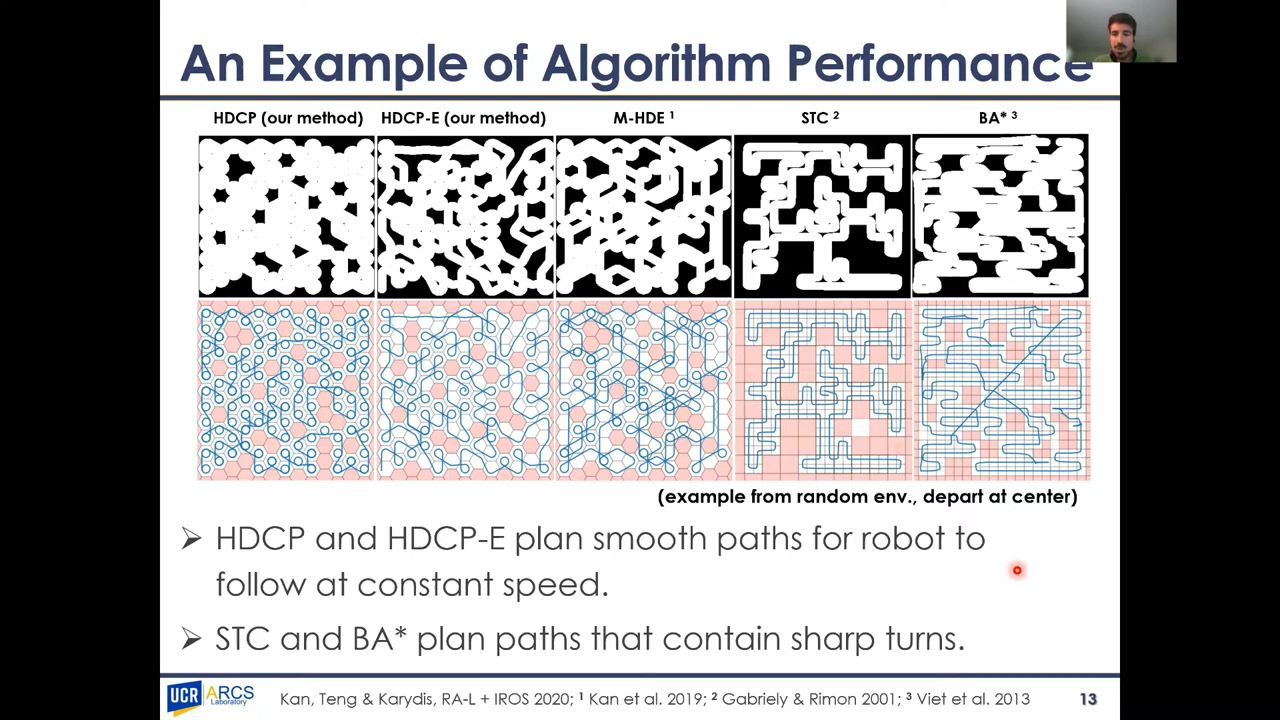 An Example of Algorithm Performance
HDCP (our method) HDCP-E (our method) M-HDE ¹ STC ² BA* ³
(example from random env., depart at center)
➢ HDCP and HDCP-E plan smooth paths for robot to
follow at constant speed.
➢ STC and BA* plan paths that contain sharp turns.
UCR ARCS Laboratory Kan, Teng & Karydis, RA-L + IROS 2020; ¹ Kan et al. 2019; ² Gabriely & Rimon 2001; ³ Viet et al. 2013 13